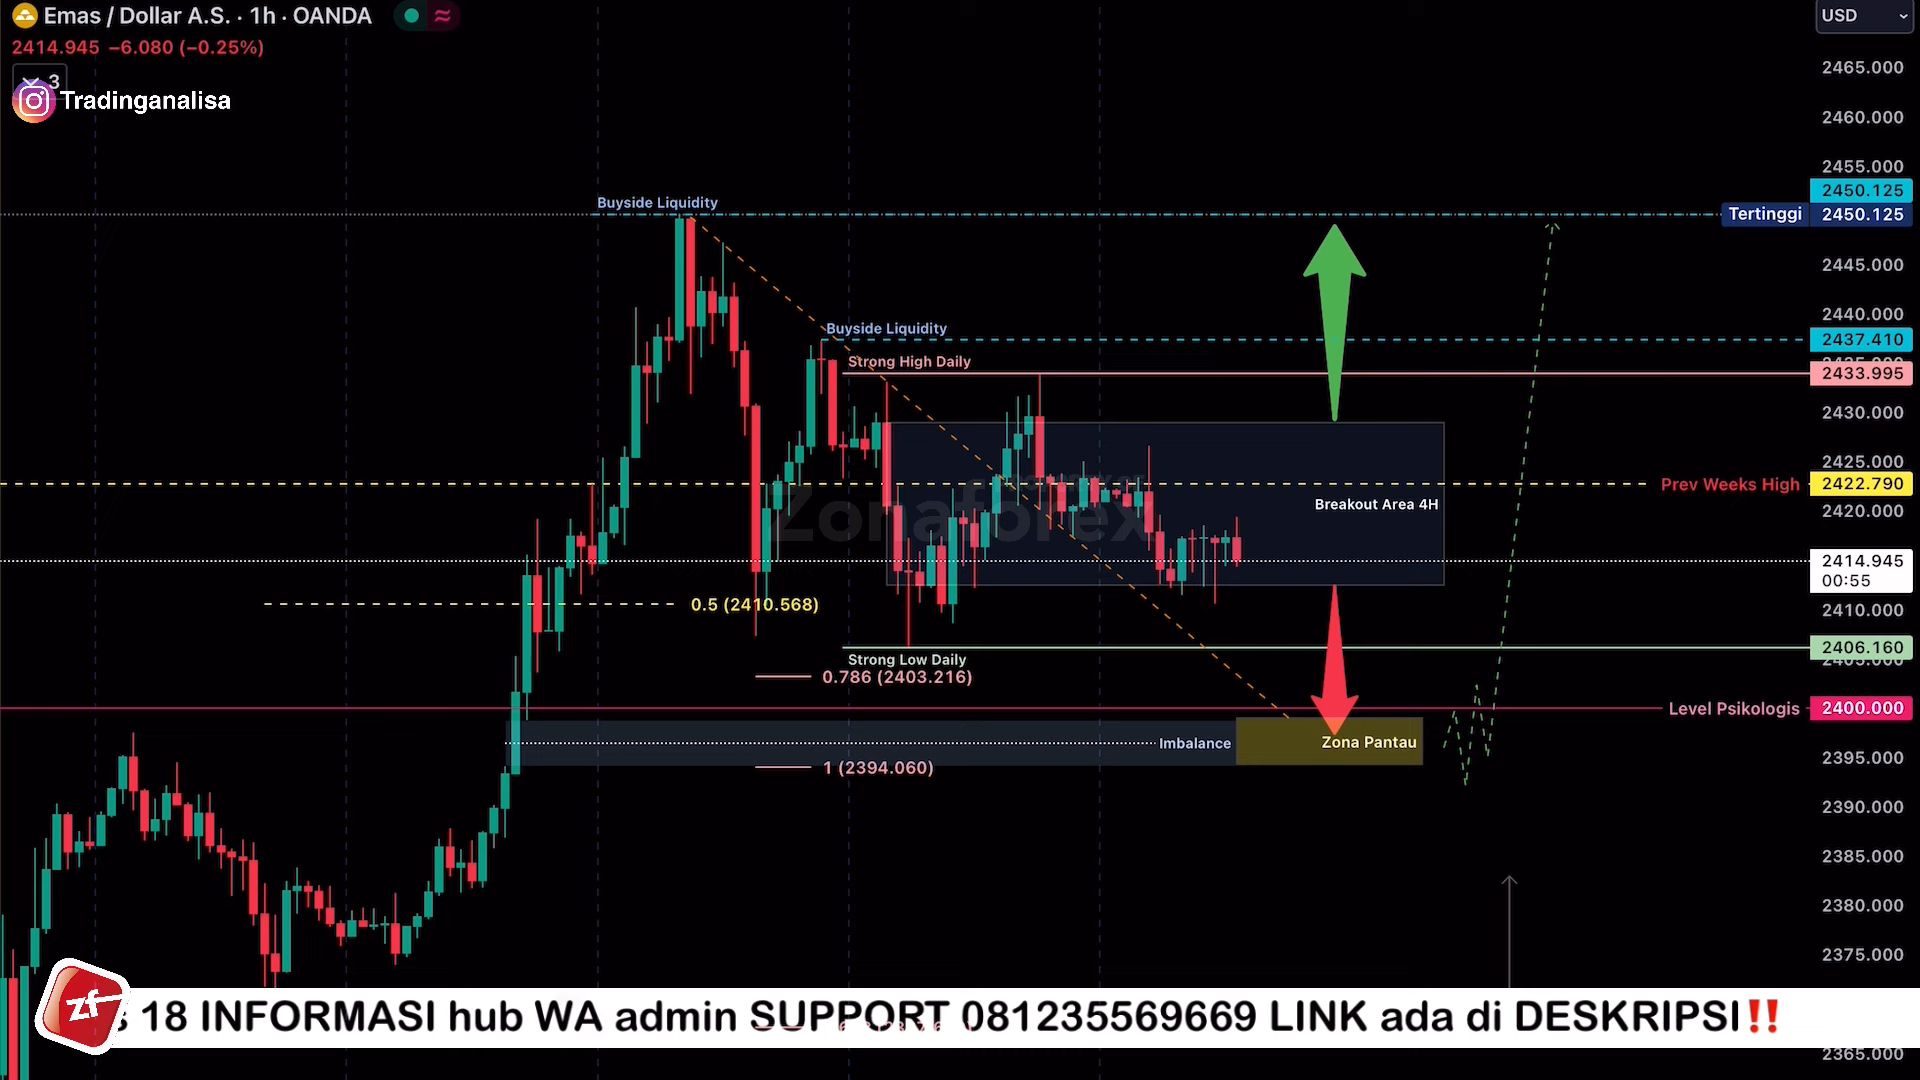 Emas / Dollar A.S. · 1h · OANDA
2414.945 −6.080 (−0.25%)
3
Tradinganalisa
USD
2465.000
2460.000
2455.000
Buyside Liquidity
2450.125
Tertinggi 2450.125
2445.000
2440.000
Buyside Liquidity
2437.410
Strong High Daily
2433.995
2430.000
2425.000
Prev Weeks High 2422.790
Zonaforex
Breakout Area 4H
2420.000
2414.945
00:55
0.5 (2410.568)
2410.000
2406.160
Strong Low Daily
2405.000
0.786 (2403.216)
Level Psikologis 2400.000
Imbalance
Zona Pantau
2395.000
1 (2394.060)
2390.000
2385.000
2380.000
2375.000
zf
18 INFORMASI hub WA admin SUPPORT 081235569669 LINK ada di DESKRIPSI‼️
2365.000